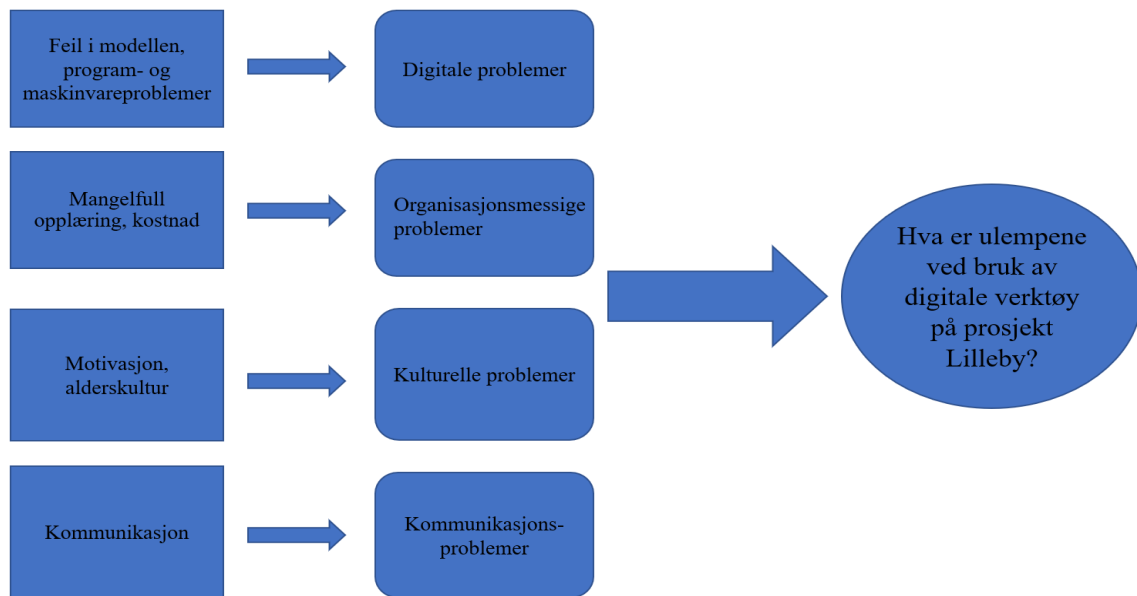 Feil i modellen,
program- og
maskinvareproblemer
Digitale problemer
Mangelfull
opplæring, kostnad
Organisasjonsmessige
problemer
Motivasjon,
alderskultur
Kulturelle problemer
Kommunikasjon
Kommunikasjons-
problemer
Hva er ulempene
ved bruk av
digitale verktøy
på prosjekt
Lilleby?